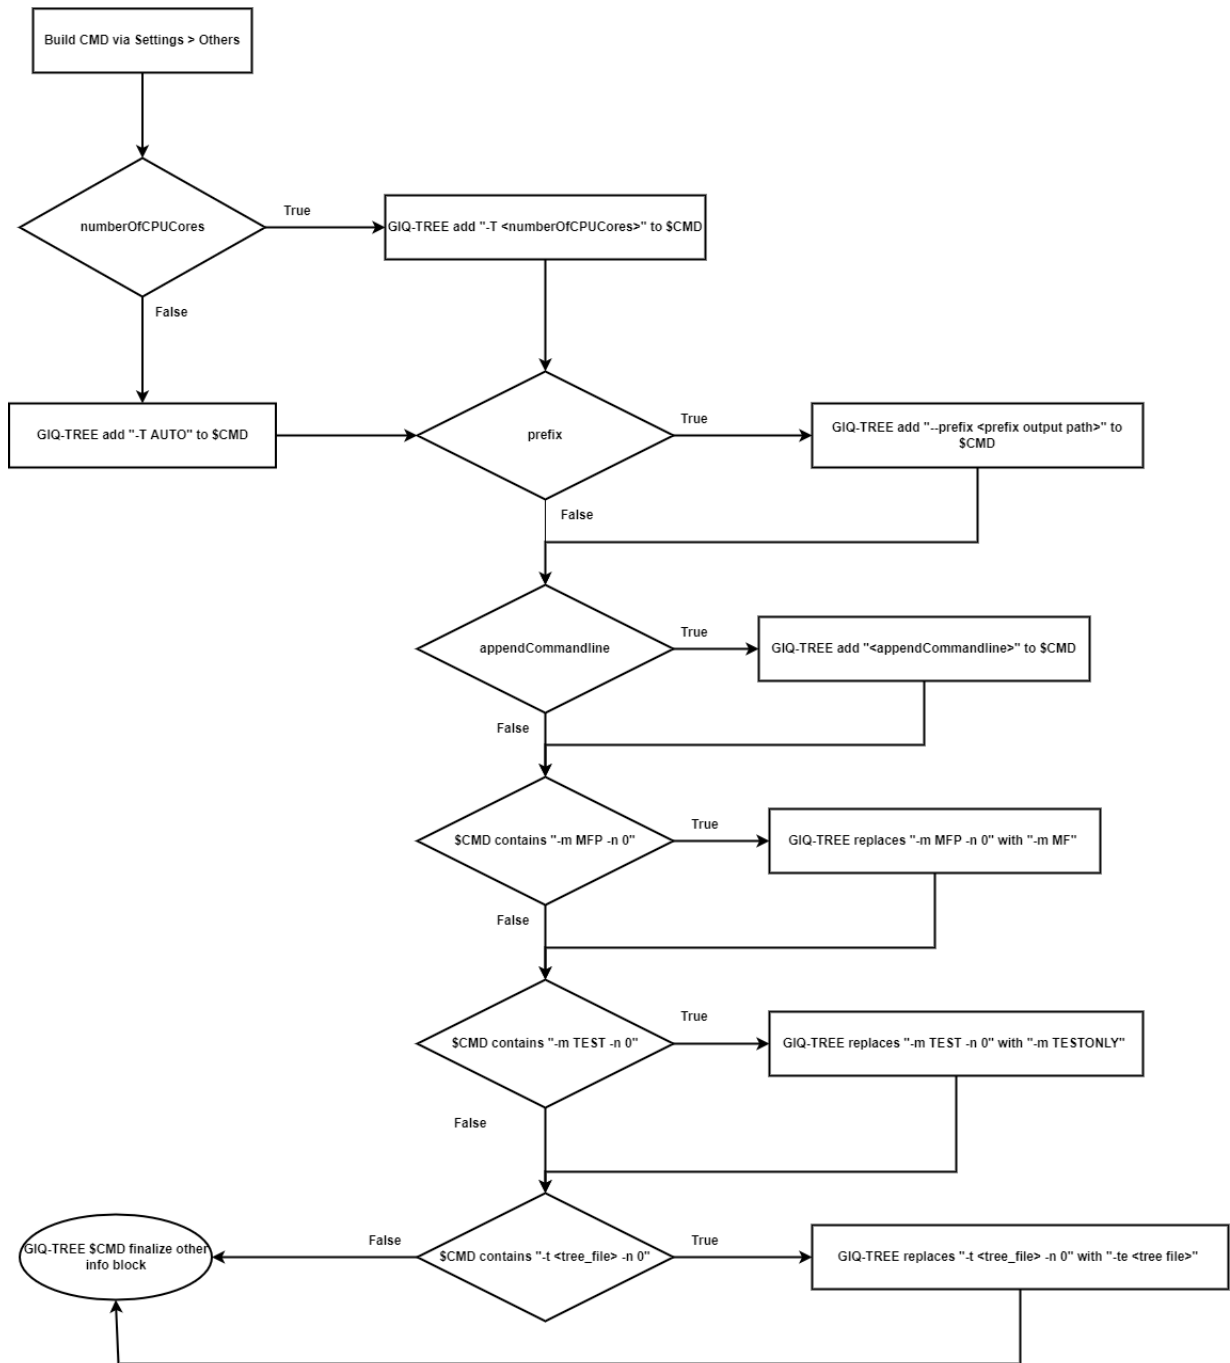 Build CMD via Settings > Others
numberOfCPUCores
True
GIQ-TREE add "-T <numberOfCPUCores>" to $CMD
False
GIQ-TREE add "-T AUTO" to $CMD
prefix
True
GIQ-TREE add "--prefix <prefix output path>" to
$CMD
False
appendCommandline
True
GIQ-TREE add "<appendCommandline>" to $CMD
False
$CMD contains "-m MFP -n 0"
True
GIQ-TREE replaces "-m MFP -n 0" with "-m MF"
False
$CMD contains "-m TEST -n 0"
True
GIQ-TREE replaces "-m TEST -n 0" with "-m TESTONLY"
False
$CMD contains "-t <tree_file> -n 0"
True
GIQ-TREE replaces "-t <tree_file> -n 0" with "-te <tree file>"
False
GIQ-TREE $CMD finalize other
info block